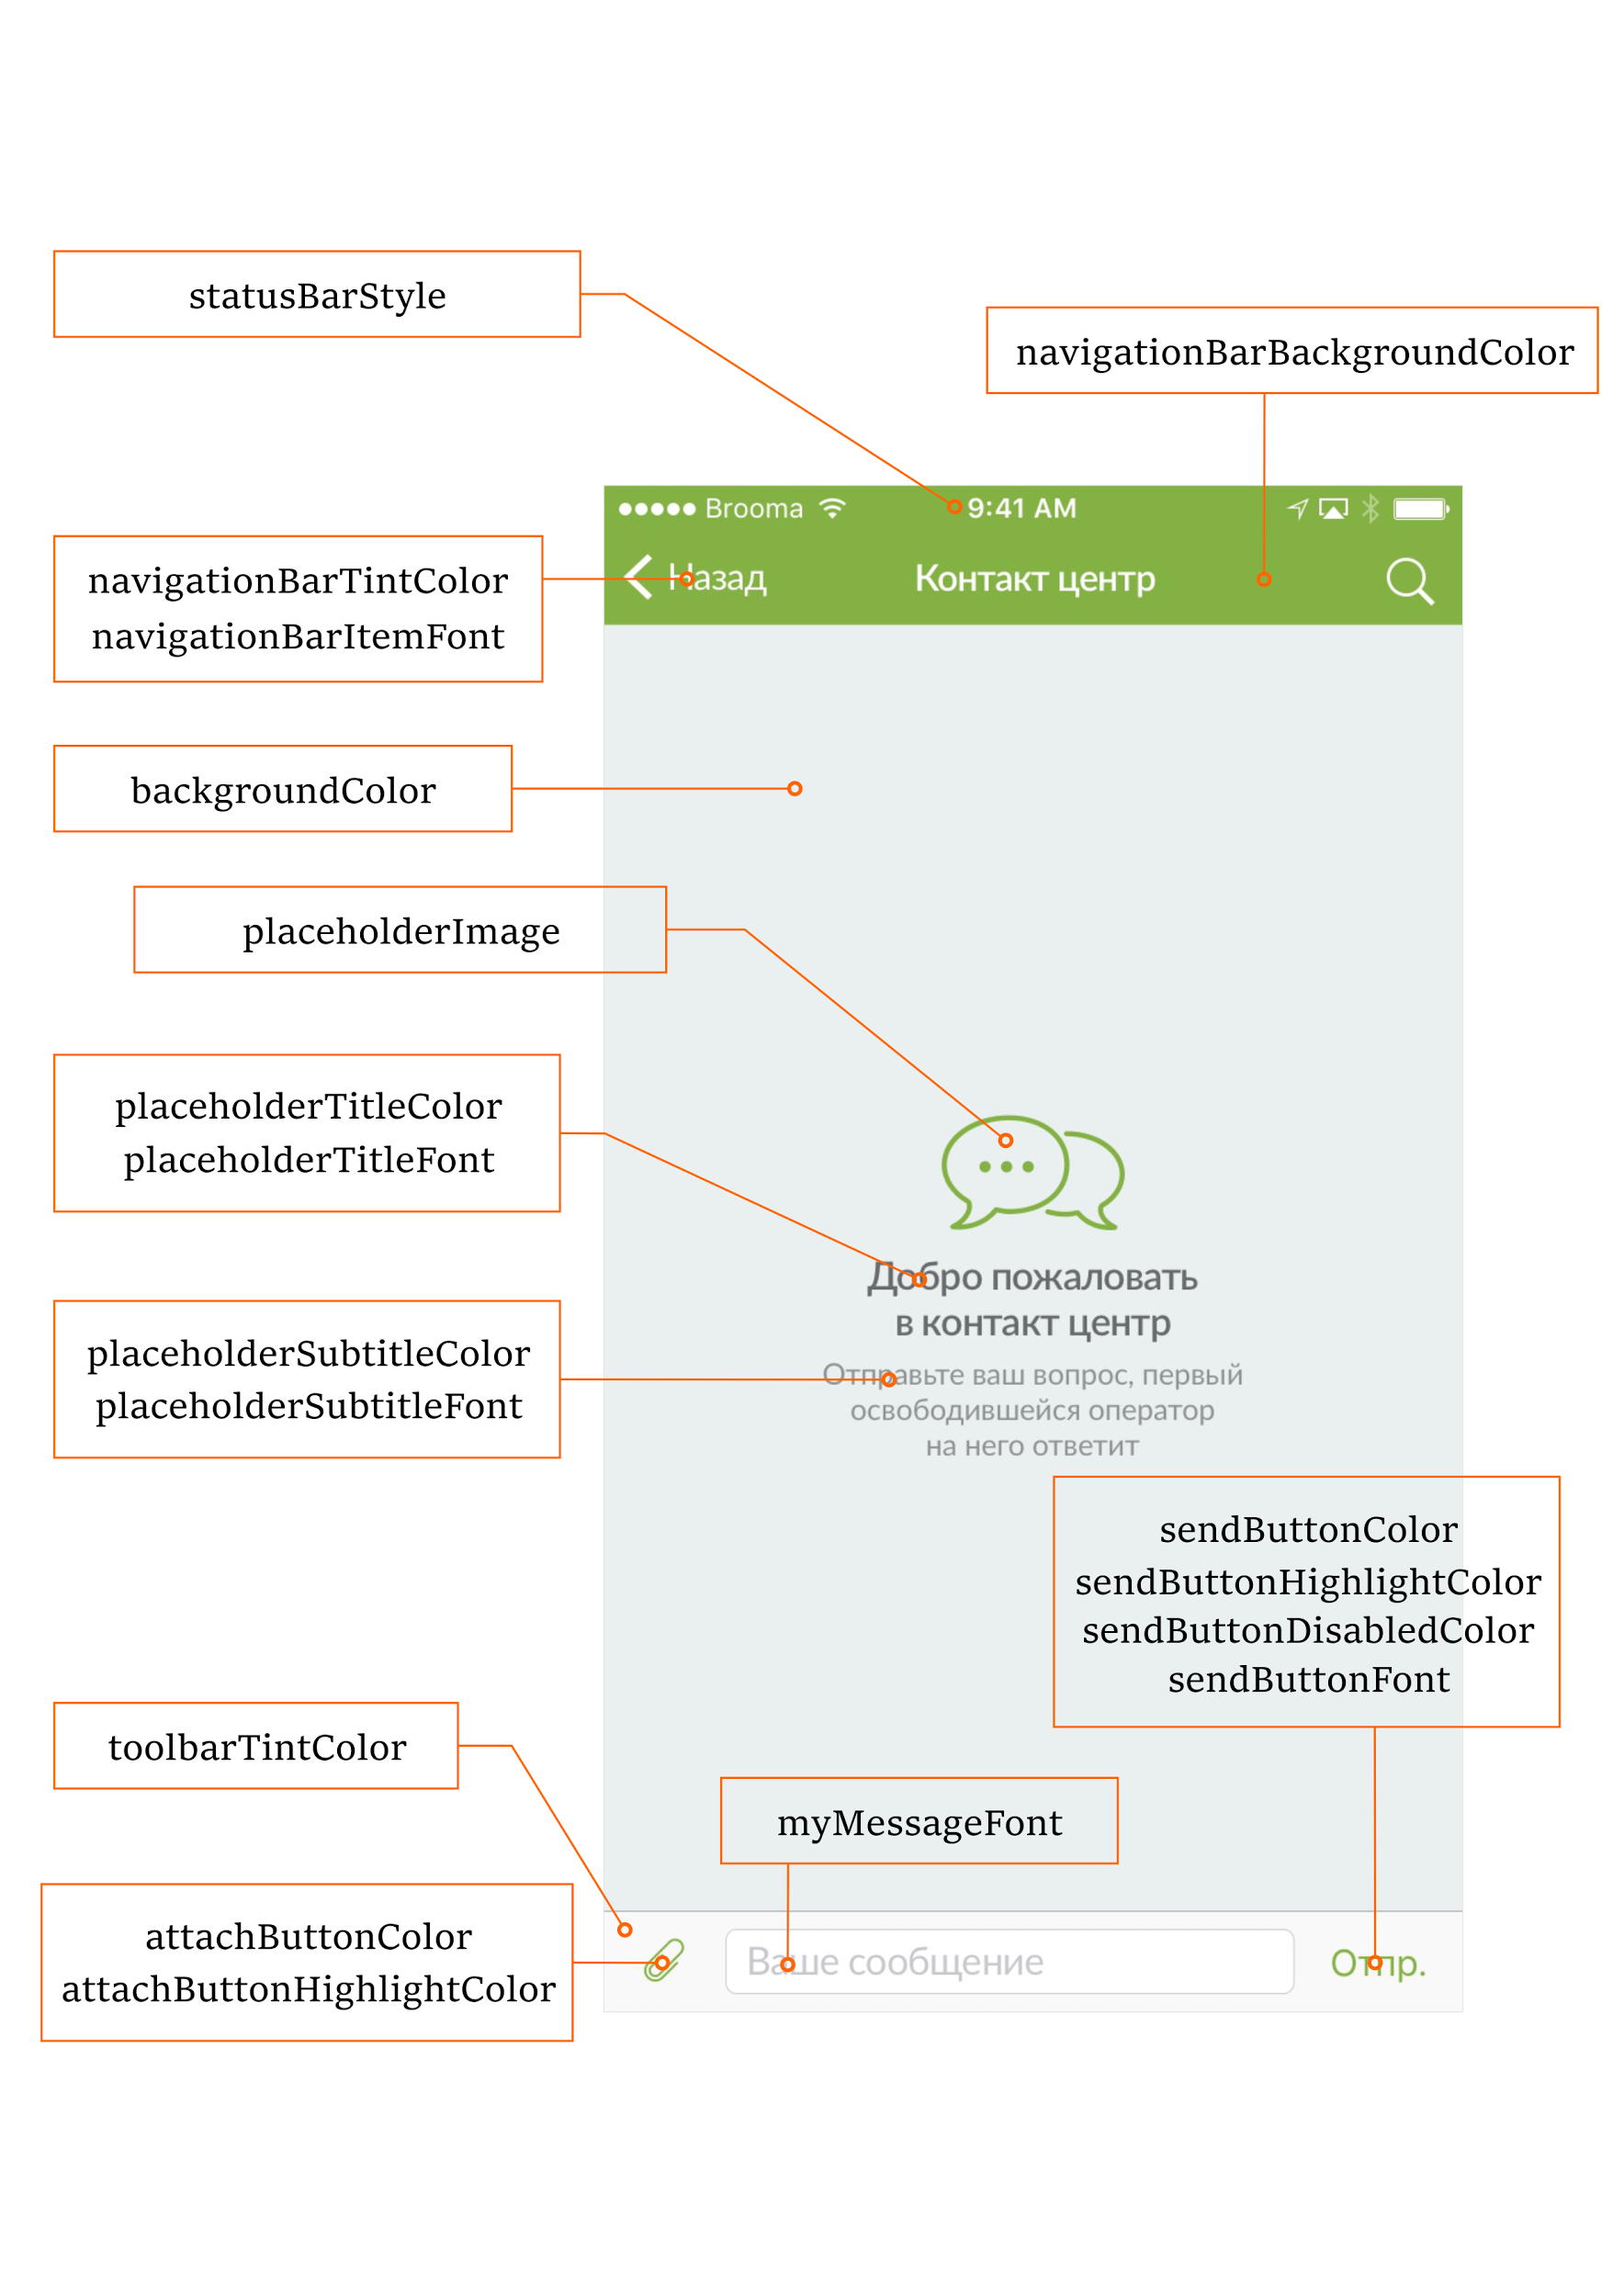 statusBarStyle
navigationBarBackgroundColor
Brooma
9:41 AM
navigationBarTintColor
navigationBarItemFont
Назад
Контакт центр
backgroundColor
placeholderImage
placeholderTitleColor
placeholderTitleFont
Добро пожаловать
в контакт центр
placeholderSubtitleColor
placeholderSubtitleFont
Отправьте ваш вопрос, первый
освободившейся оператор
на него ответит
sendButtonColor
sendButtonHighlightColor
sendButtonDisabledColor
sendButtonFont
toolbarTintColor
myMessageFont
attachButtonColor
attachButtonHighlightColor
Ваше сообщение
Отпр.